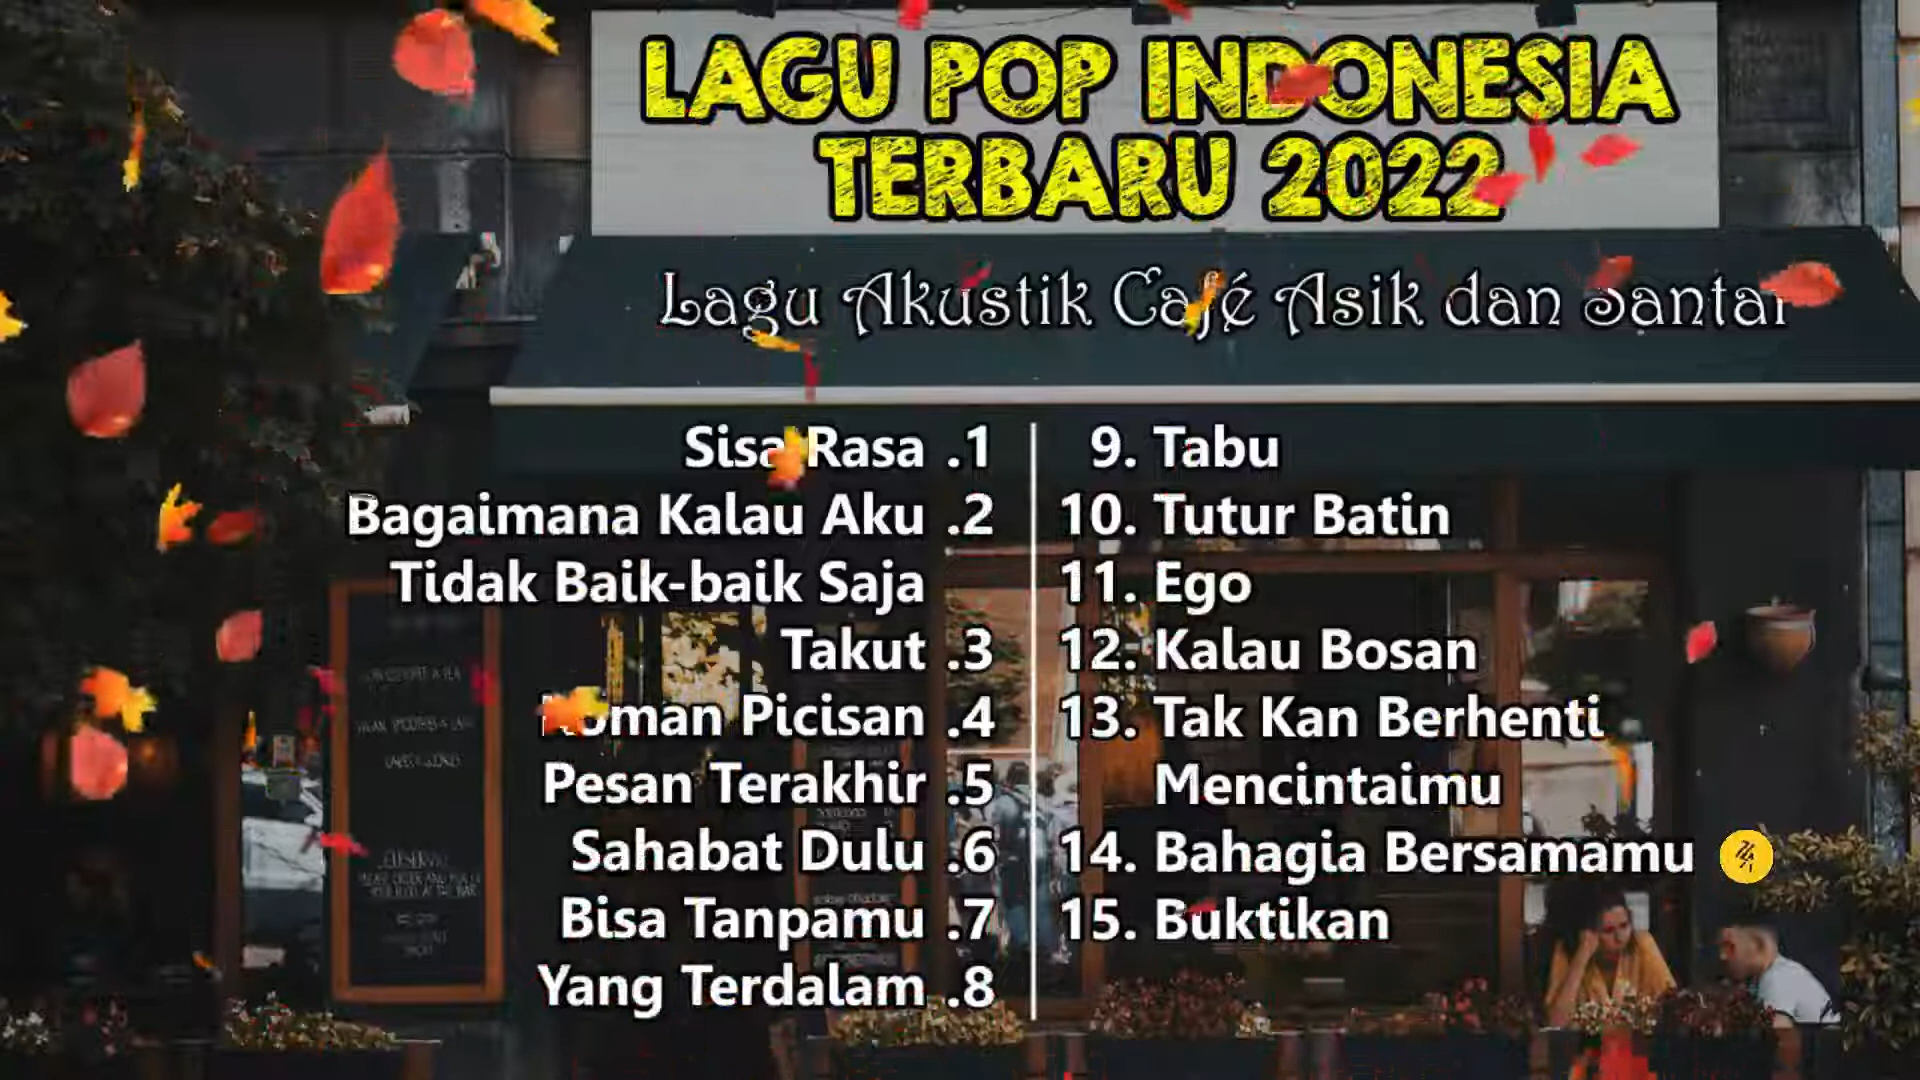 LAGU POP INDONESIA
TERBARU 2022
Lagu Akustik Café Asik dan Santai
Sisa Rasa .1
Bagaimana Kalau Aku .2
Tidak Baik-baik Saja
Takut .3
Roman Picisan .4
Pesan Terakhir .5
Sahabat Dulu .6
Bisa Tanpamu .7
Yang Terdalam .8
9. Tabu
10. Tutur Batin
11. Ego
12. Kalau Bosan
13. Tak Kan Berhenti
Mencintaimu
14. Bahagia Bersamamu
15. Buktikan